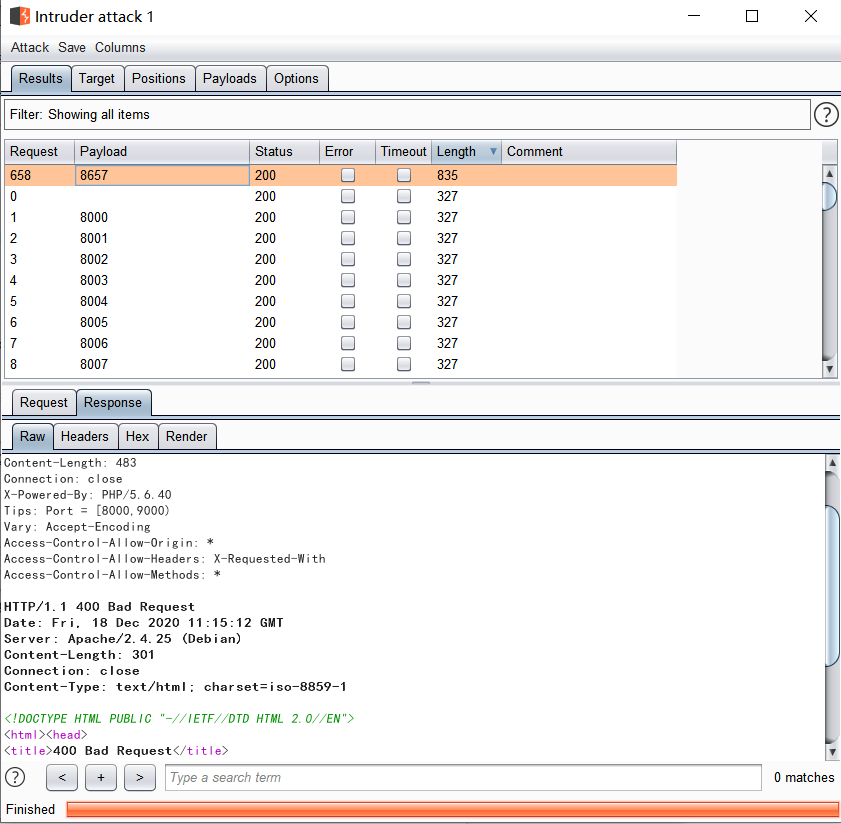 Intruder attack 1
Attack Save Columns
Results Target Positions Payloads Options
Filter: Showing all items ?
Request Payload Status Error Timeout Length Comment
658 8657 200 835
0 200 327
1 8000 200 327
2 8001 200 327
3 8002 200 327
4 8003 200 327
5 8004 200 327
6 8005 200 327
7 8006 200 327
8 8007 200 327
Request Response
Raw Headers Hex Render
Content-Length: 483
Connection: close
X-Powered-By: PHP/5.6.40
Tips: Port = [8000,9000)
Vary: Accept-Encoding
Access-Control-Allow-Origin: *
Access-Control-Allow-Headers: X-Requested-With
Access-Control-Allow-Methods: *
HTTP/1.1 400 Bad Request
Date: Fri, 18 Dec 2020 11:15:12 GMT
Server: Apache/2.4.25 (Debian)
Content-Length: 301
Connection: close
Content-Type: text/html; charset=iso-8859-1
<!DOCTYPE HTML PUBLIC "-//IETF//DTD HTML 2.0//EN">
<html><head>
<title>400 Bad Request</title>
? < + > Type a search term 0 matches
Finished